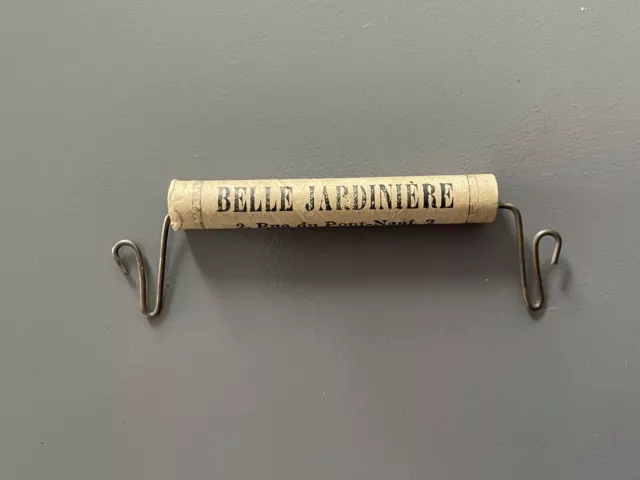 BELLE JARDINIÈRE
2, Rue du Pont-Neuf, 2